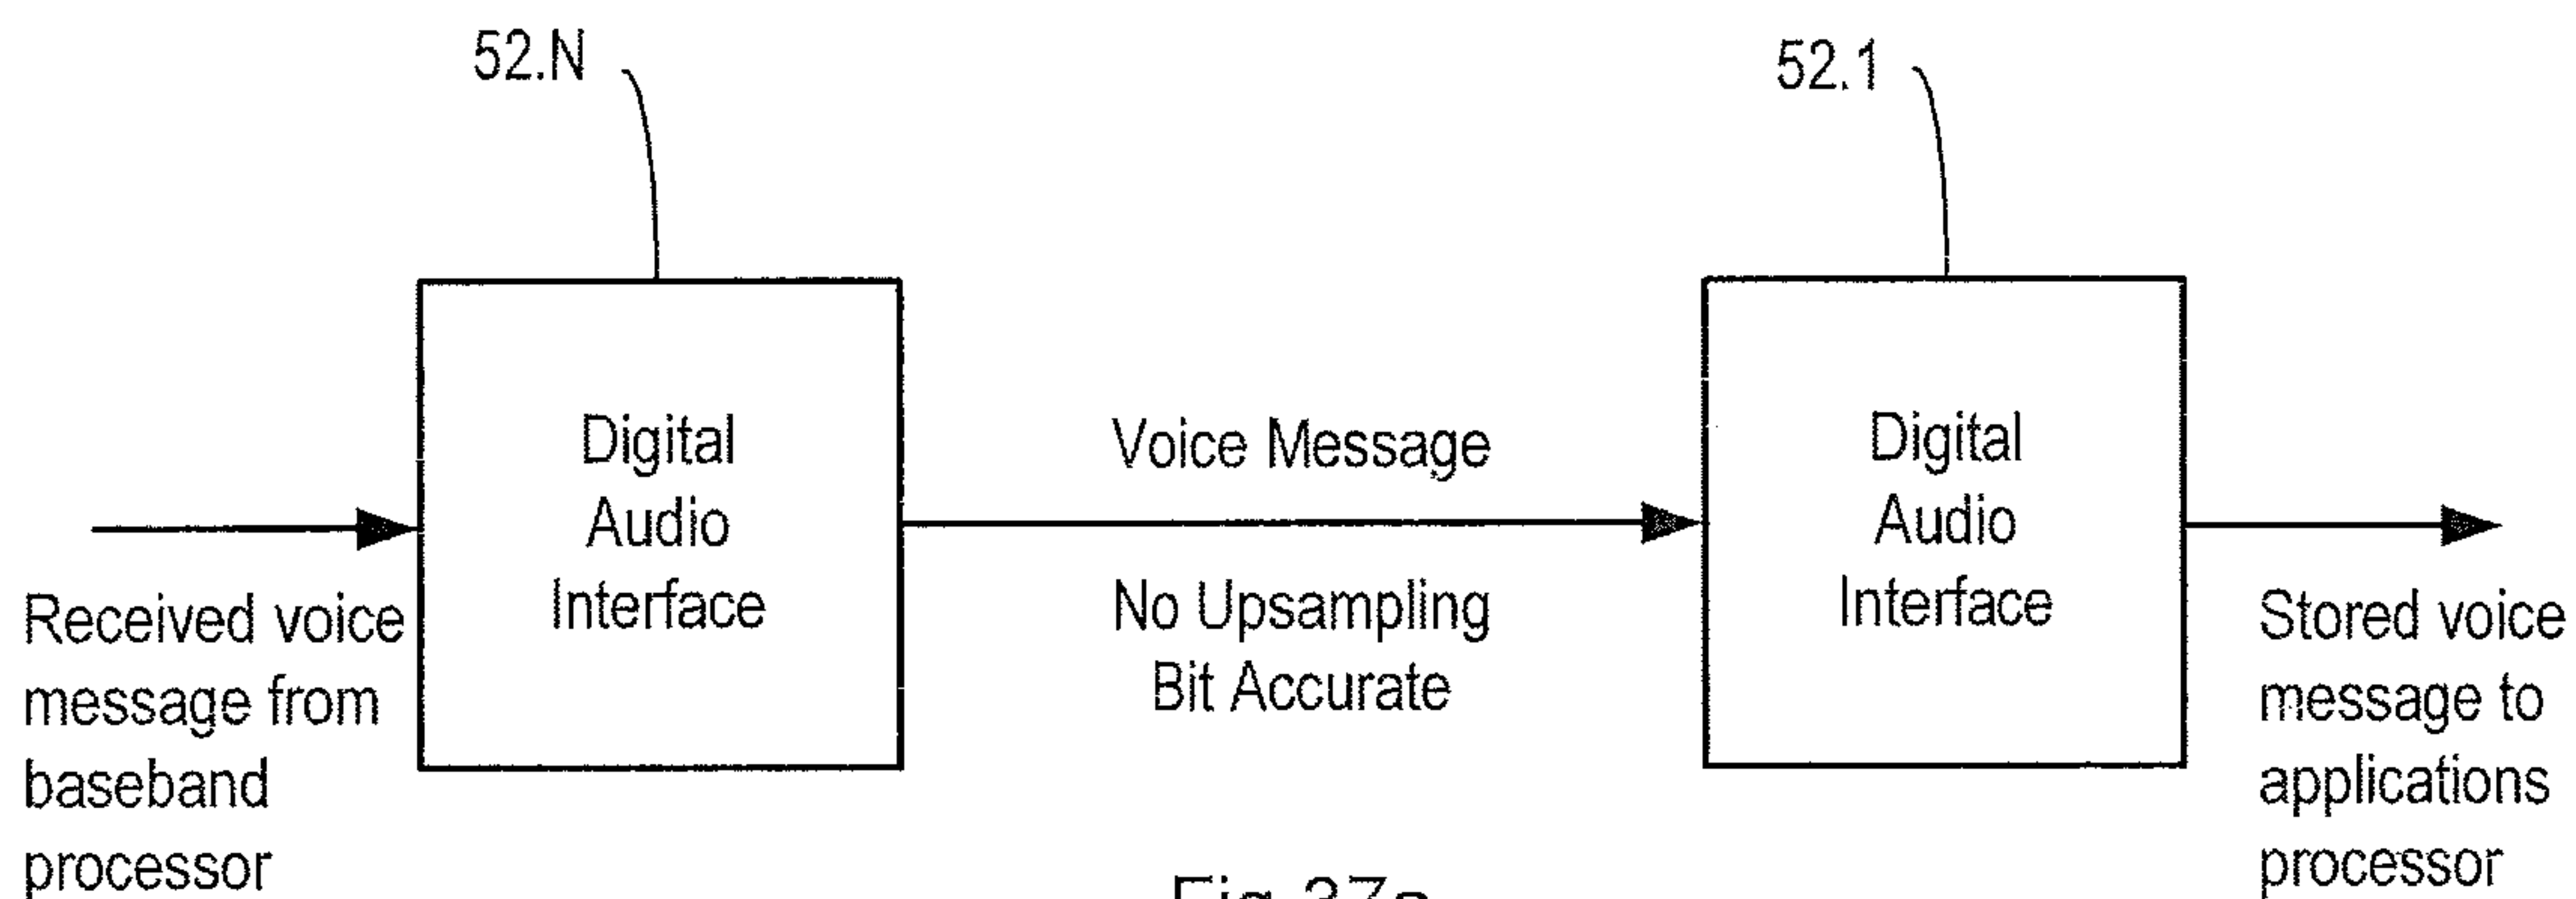 52.N
52.1
Digital
Audio
Interface
Voice Message
No Upsampling
Bit Accurate
Digital
Audio
Interface
Received voice
message from
baseband
processor
Stored voice
message to
applications
processor